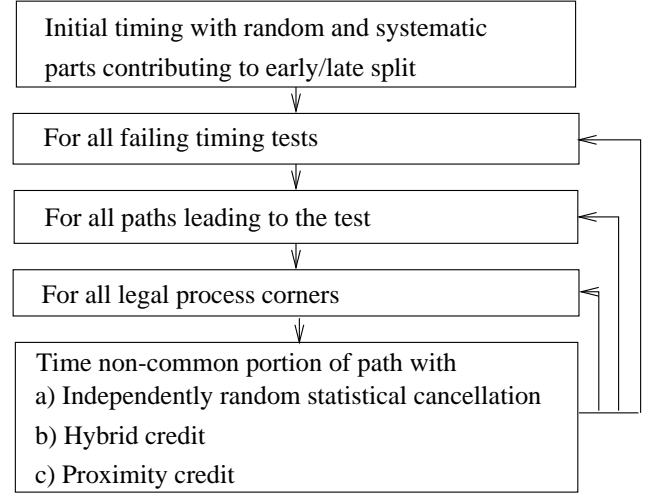 Initial timing with random and systematic
parts contributing to early/late split
For all failing timing tests
For all paths leading to the test
For all legal process corners
Time non-common portion of path with
a) Independently random statistical cancellation
b) Hybrid credit
c) Proximity credit